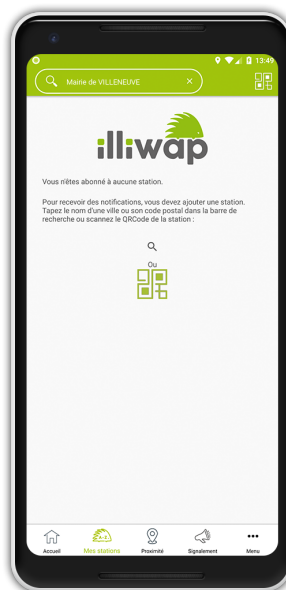 13:49
Mairie de VILLENEUVE ×
illiwap
Vous n'êtes abonné à aucune station.
Pour recevoir des notifications, vous devez ajouter une station.
Tapez le nom d'une ville ou son code postal dans la barre de
recherche ou scannez le QRCode de la station :
Ou
A-Z
Accueil Mes stations Proximité Signalement Menu